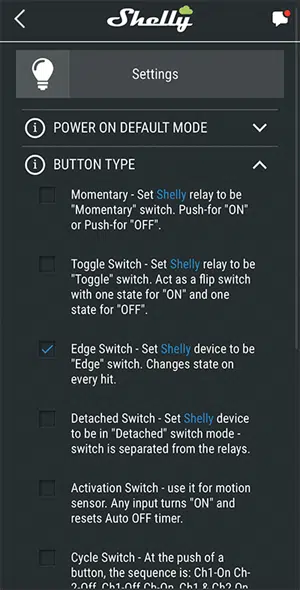 Shelly
Settings
POWER ON DEFAULT MODE
BUTTON TYPE
Momentary - Set Shelly relay to be
"Momentary" switch. Push-for "ON"
or Push-for "OFF".
Toggle Switch - Set Shelly relay to be
"Toggle" switch. Act as a flip switch
with one state for "ON" and one
state for "OFF".
Edge Switch - Set Shelly device to be
"Edge" switch. Changes state on
every hit.
Detached Switch - Set Shelly device
to be in "Detached" switch mode -
switch is separated from the relays.
Activation Switch - use it for motion
sensor. Any input turns "ON" and
resets Auto OFF timer.
Cycle Switch - At the push of a
button, the sequence is: Ch1-On Ch-
2-Off, Ch1-Off Ch-On, Ch1 & Ch2 On